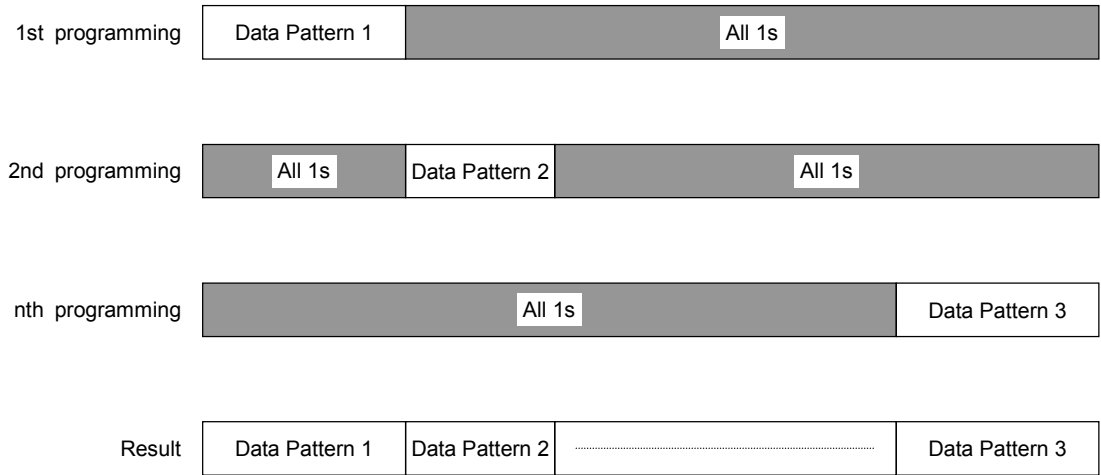 1st programming Data Pattern 1 All 1s
2nd programming All 1s Data Pattern 2 All 1s
nth programming All 1s Data Pattern 3
Result Data Pattern 1 Data Pattern 2 Data Pattern 3